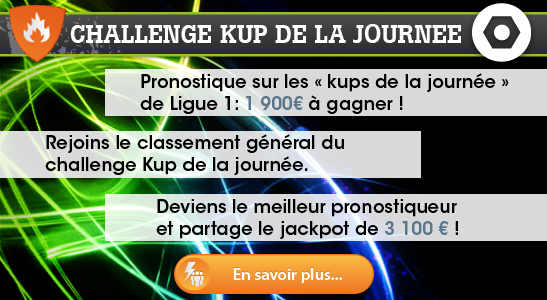 CHALLENGE KUP DE LA JOURNEE
Pronostique sur les « kups de la journée »
de Ligue 1: 1 900€ à gagner !
Rejoins le classement général du
challenge Kup de la journée.
Deviens le meilleur pronostiqueur
et partage le jackpot de 3 100 € !
En savoir plus...